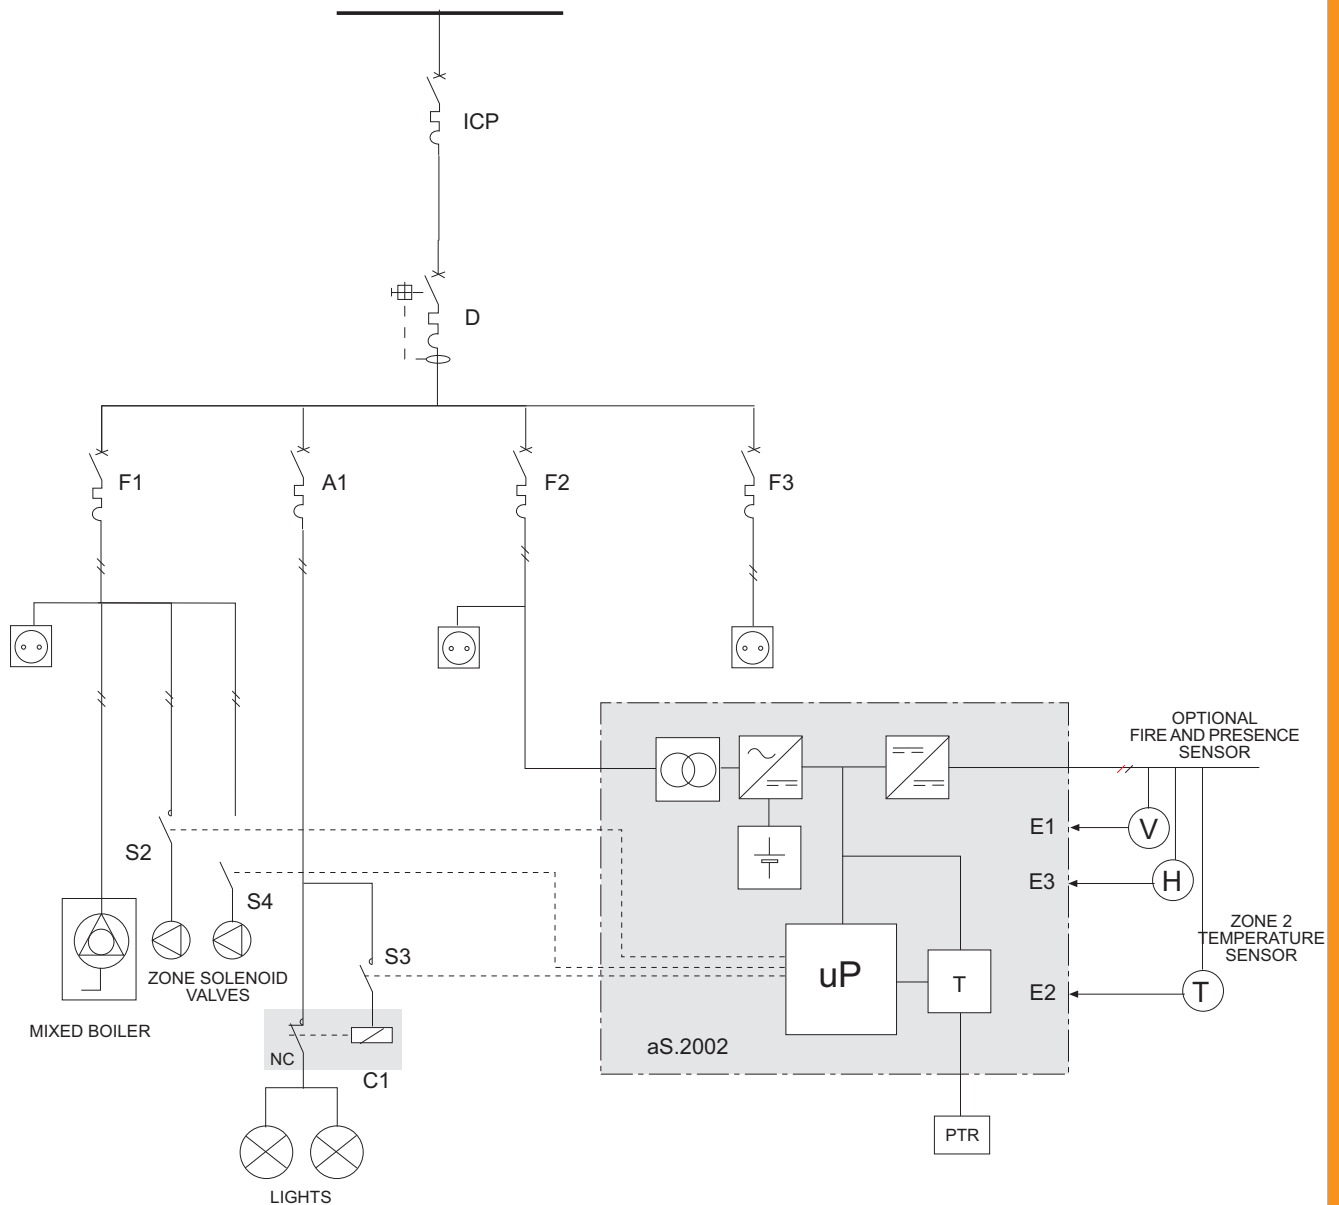 ICP
D
F1
A1
F2
F3
OPTIONAL
FIRE AND PRESENCE
SENSOR
E1
V
S2
E3
H
S4
ZONE 2
TEMPERATURE
SENSOR
S3
uP
T
ZONE SOLENOID
VALVES
E2
T
MIXED BOILER
aS.2002
NC
C1
PTR
LIGHTS